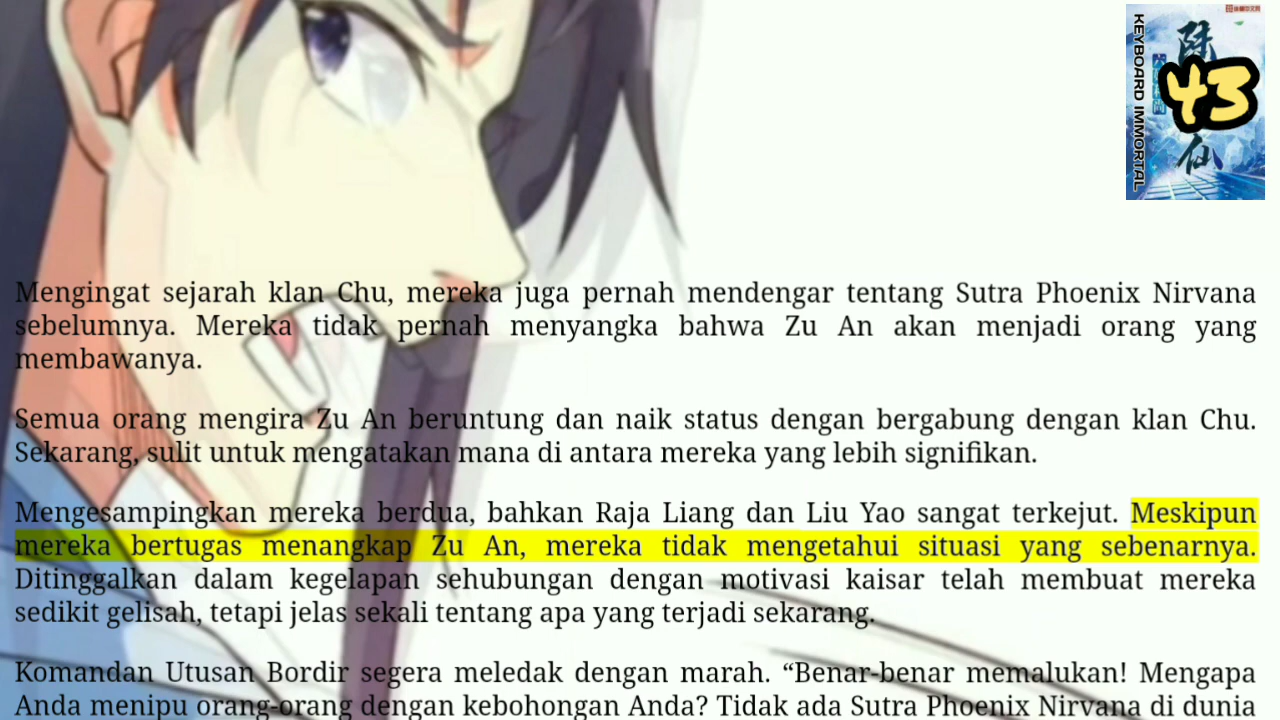 KEYBOARD IMMORTAL
43
仙
Mengingat sejarah klan Chu, mereka juga pernah mendengar tentang Sutra Phoenix Nirvana
sebelumnya. Mereka tidak pernah menyangka bahwa Zu An akan menjadi orang yang
membawanya.
Semua orang mengira Zu An beruntung dan naik status dengan bergabung dengan klan Chu.
Sekarang, sulit untuk mengatakan mana di antara mereka yang lebih signifikan.
Mengesampingkan mereka berdua, bahkan Raja Liang dan Liu Yao sangat terkejut. Meskipun
mereka bertugas menangkap Zu An, mereka tidak mengetahui situasi yang sebenarnya.
Ditinggalkan dalam kegelapan sehubungan dengan motivasi kaisar telah membuat mereka
sedikit gelisah, tetapi jelas sekali tentang apa yang terjadi sekarang.
Komandan Utusan Bordir segera meledak dengan marah. “Benar-benar memalukan! Mengapa
Anda menipu orang-orang dengan kebohongan Anda? Tidak ada Sutra Phoenix Nirvana di dunia